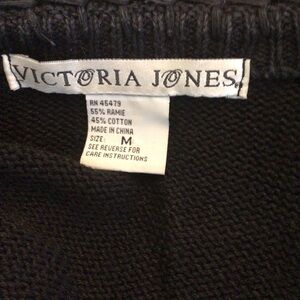 VICTORIA JONES®
RN 45479
55% RAMIE
45% COTTON
MADE IN CHINA
SIZE: M
SEE REVERSE FOR
CARE INSTRUCTIONS